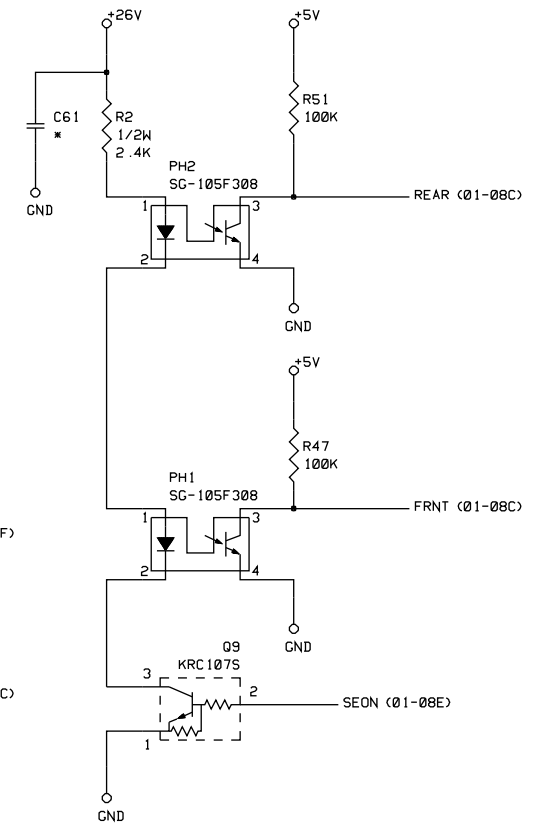 +26V
+5V
C61
*
R2
1/2W
2.4K
R51
100K
GND
PH2
SG-105F308
1
3
REAR (01-08C)
2
4
GND
+5V
R47
100K
PH1
SG-105F308
1
3
FRNT (01-08C)
F)
2
4
GND
Q9
KRC107S
3
2
C)
SEON (01-08E)
1
GND